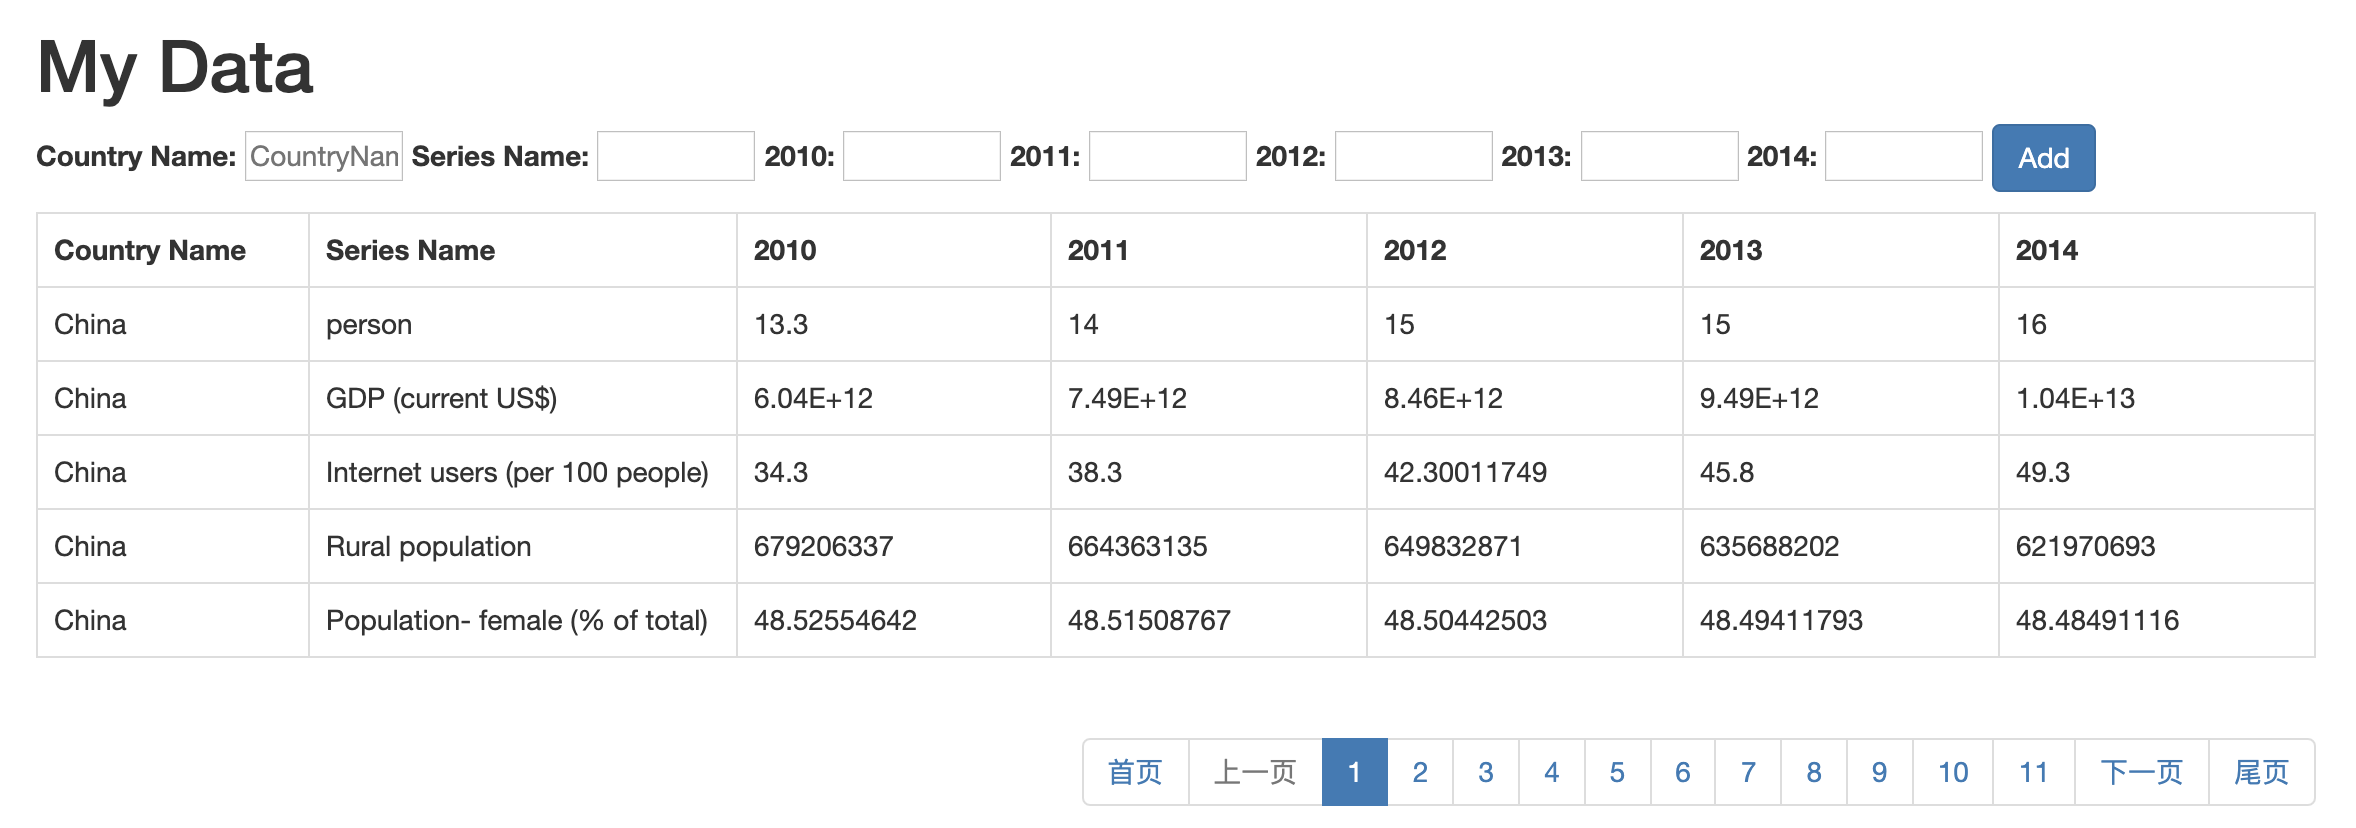 My Data
Country Name: CountryNan Series Name: 2010: 2011: 2012: 2013: 2014: Add
Country Name Series Name 2010 2011 2012 2013 2014
China person 13.3 14 15 15 16
China GDP (current US$) 6.04E+12 7.49E+12 8.46E+12 9.49E+12 1.04E+13
China Internet users (per 100 people) 34.3 38.3 42.30011749 45.8 49.3
China Rural population 679206337 664363135 649832871 635688202 621970693
China Population- female (% of total) 48.52554642 48.51508767 48.50442503 48.49411793 48.48491116
首页 上一页 1 2 3 4 5 6 7 8 9 10 11 下一页 尾页